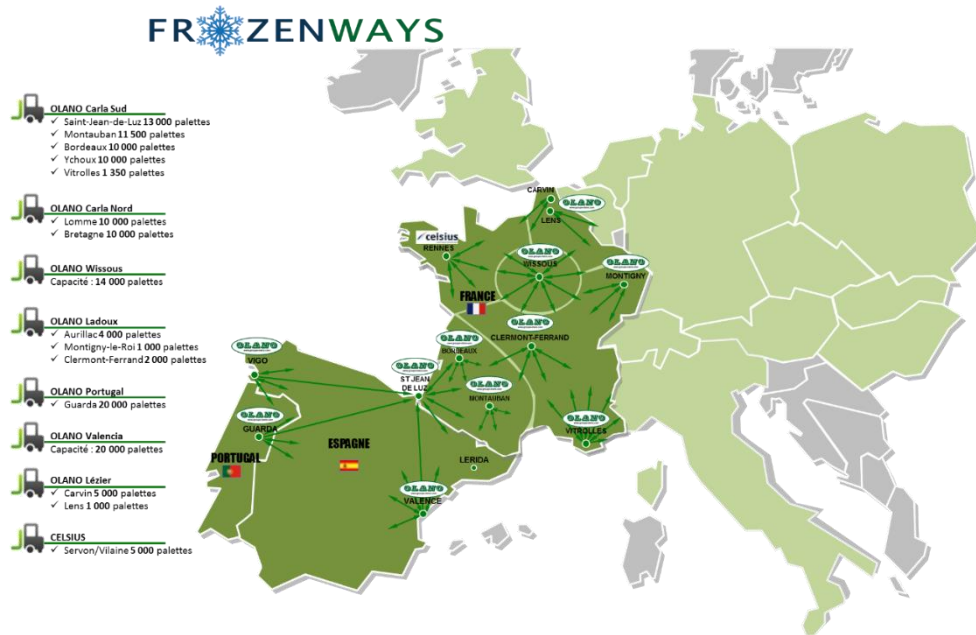 FROZENWAYS
OLANO Carla Sud
✓ Saint-Jean-de-Luz 13 000 palettes
✓ Montauban 11 500 palettes
✓ Bordeaux 10 000 palettes
✓ Ychoux 10 000 palettes
✓ Vitrolles 1 350 palettes
OLANO Carla Nord
✓ Lomme 10 000 palettes
✓ Bretagne 10 000 palettes
OLANO Wissous
Capacité : 14 000 palettes
OLANO Ladoux
✓ Aurillac 4 000 palettes
✓ Montigny-le-Roi 1 000 palettes
✓ Clermont-Ferrand 2 000 palettes
OLANO Portugal
✓ Guarda 20 000 palettes
OLANO Valencia
Capacité : 20 000 palettes
OLANO Lézier
✓ Carvin 5 000 palettes
✓ Lens 1 000 palettes
CELSIUS
✓ Servon/Vilaine 5 000 palettes
CARVIN
OLANO
LENS
celsius
RENNES
OLANO
WISSOUS
OLANO
MONTIGNY
FRANCE
OLANO
CLERMONT-FERRAND
OLANO
BORDEAUX
OLANO
VIGO
OLANO
ST JEAN
DE LUZ
OLANO
MONTAUBAN
OLANO
VITROLLES
OLANO
GUARDA
ESPAGNE
PORTUGAL
LERIDA
OLANO
VALENCE